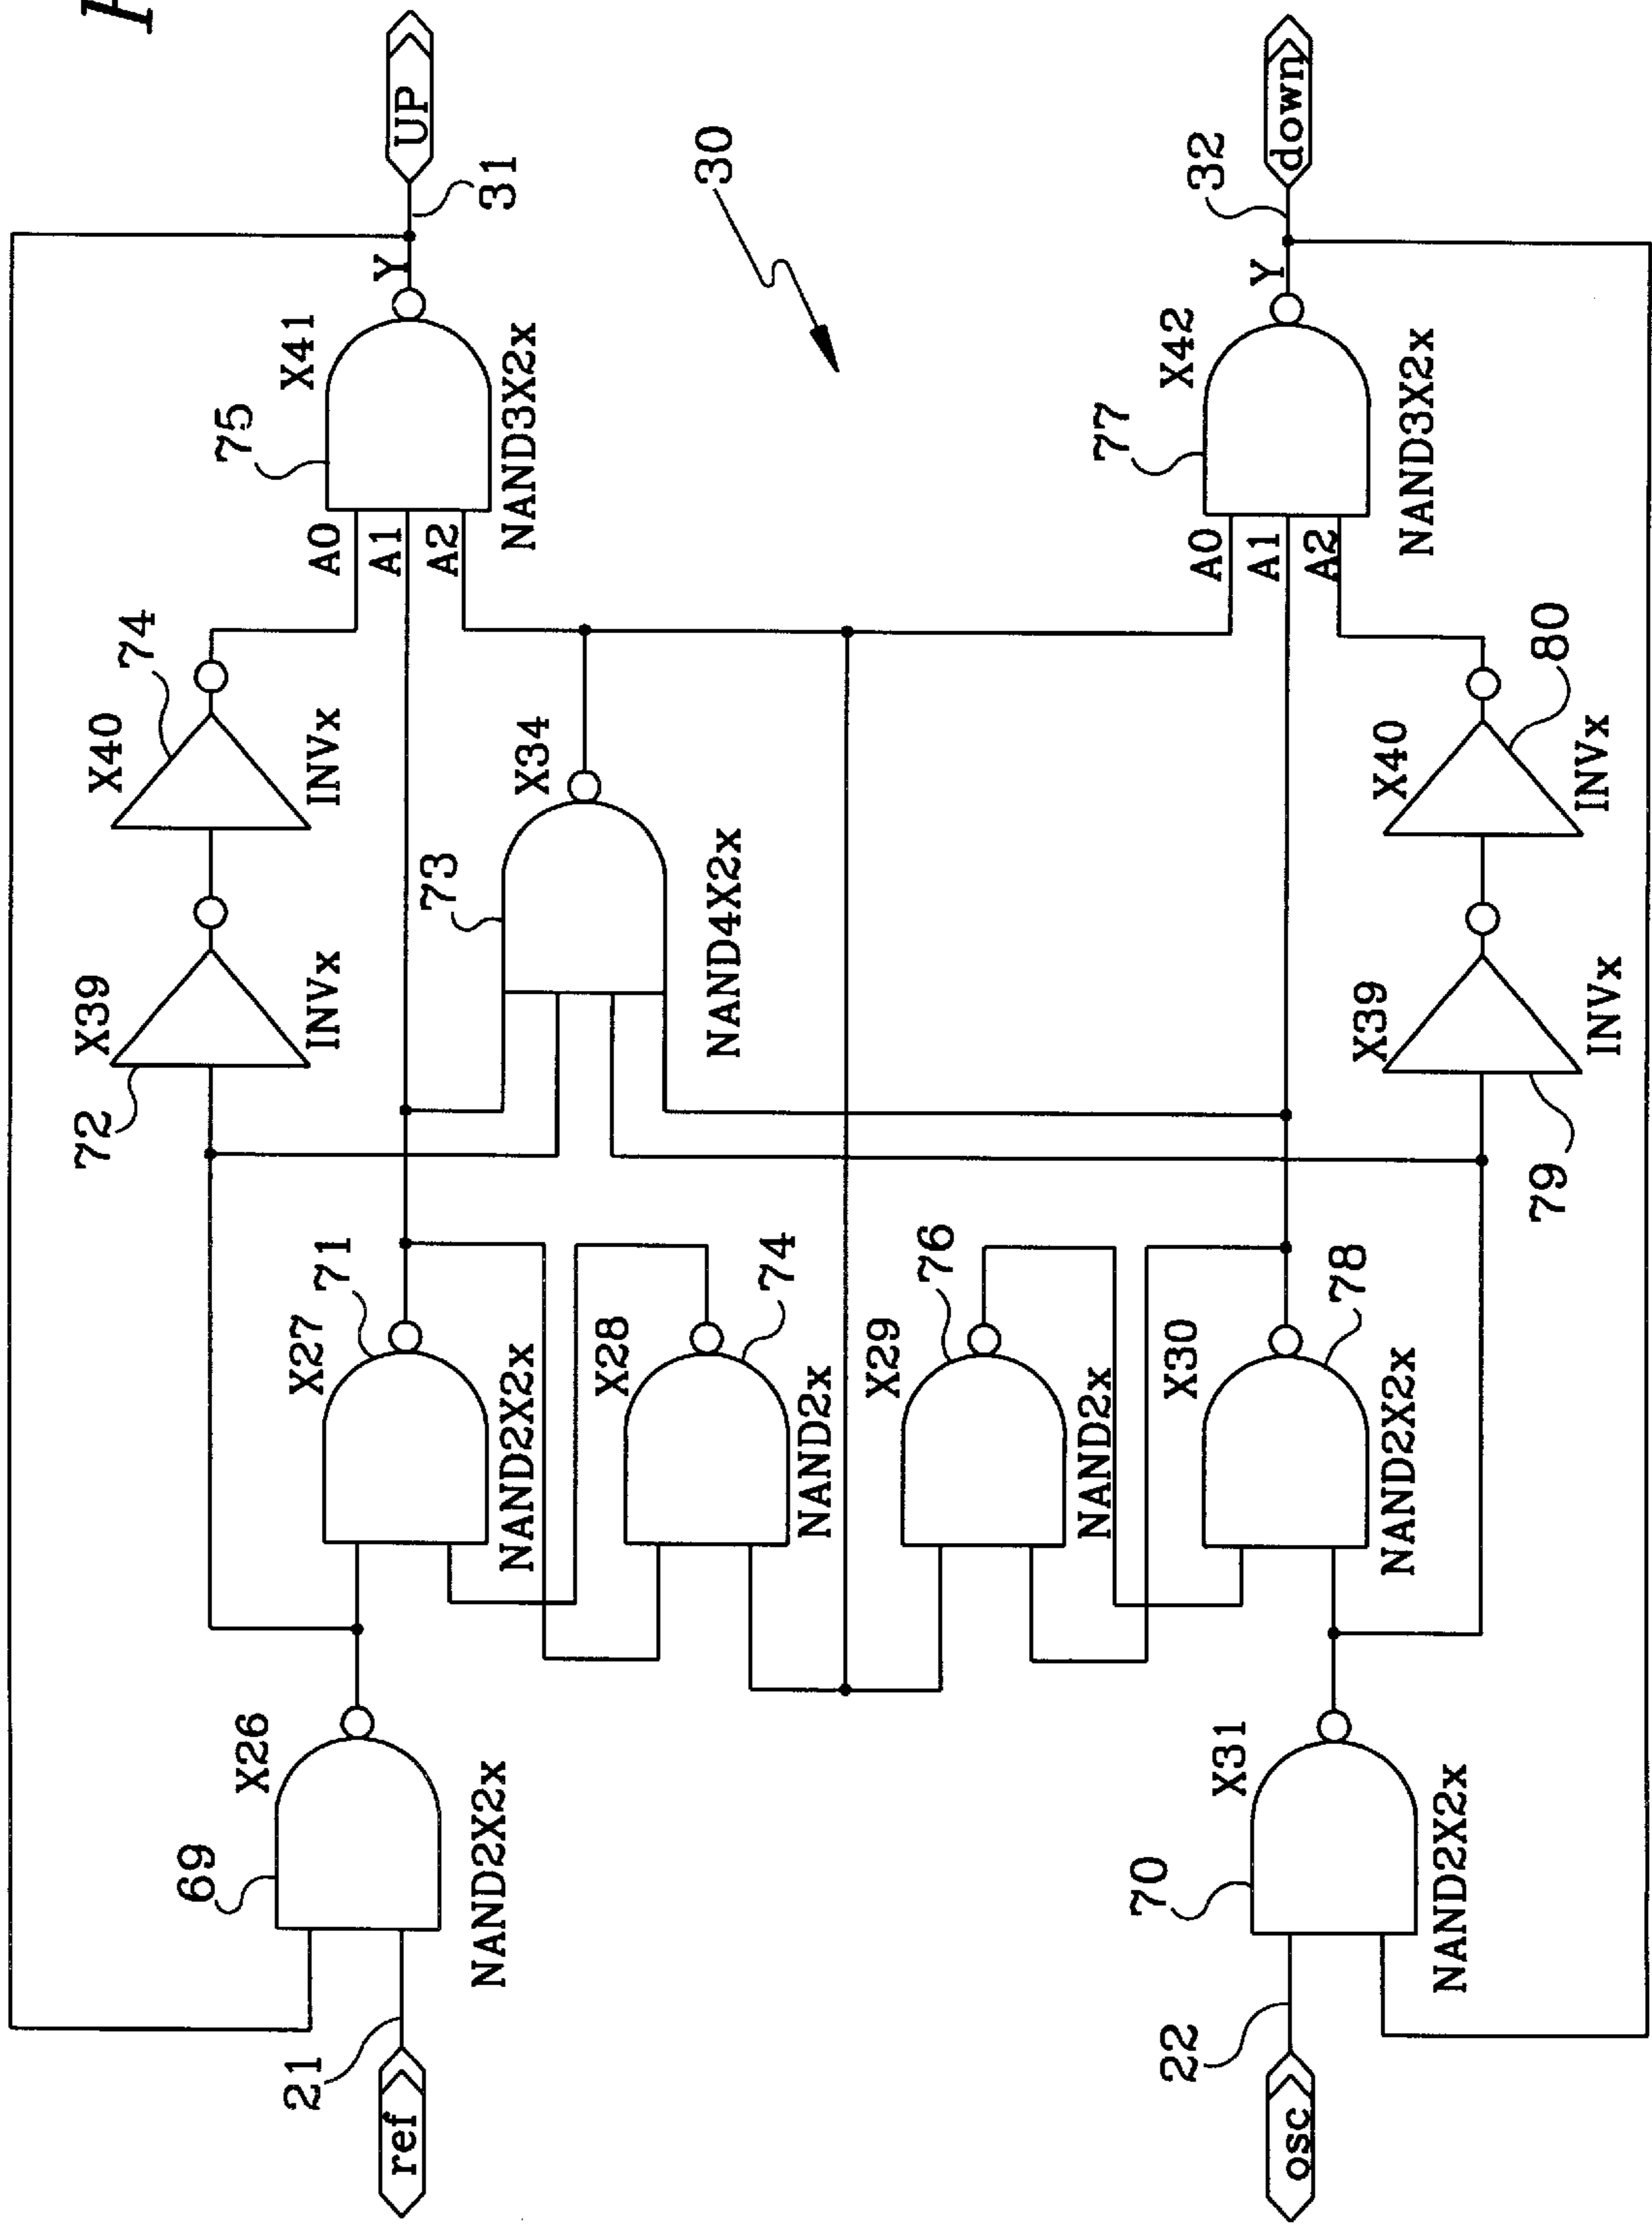 ref
21
69
X26
NAND2X2x
X27
71
NAND2X2x
X28
74
NAND2x
72
X39
INVx
X40
74
INVx
73
X34
NAND4X2x
A0
A1
A2
75
X41
NAND3X2x
Y
31
UP
30
osc
22
70
X31
NAND2X2x
X29
76
NAND2x
X30
78
NAND2X2x
79
X39
INVx
X40
80
INVx
A0
A1
A2
77
X42
NAND3X2x
Y
32
down